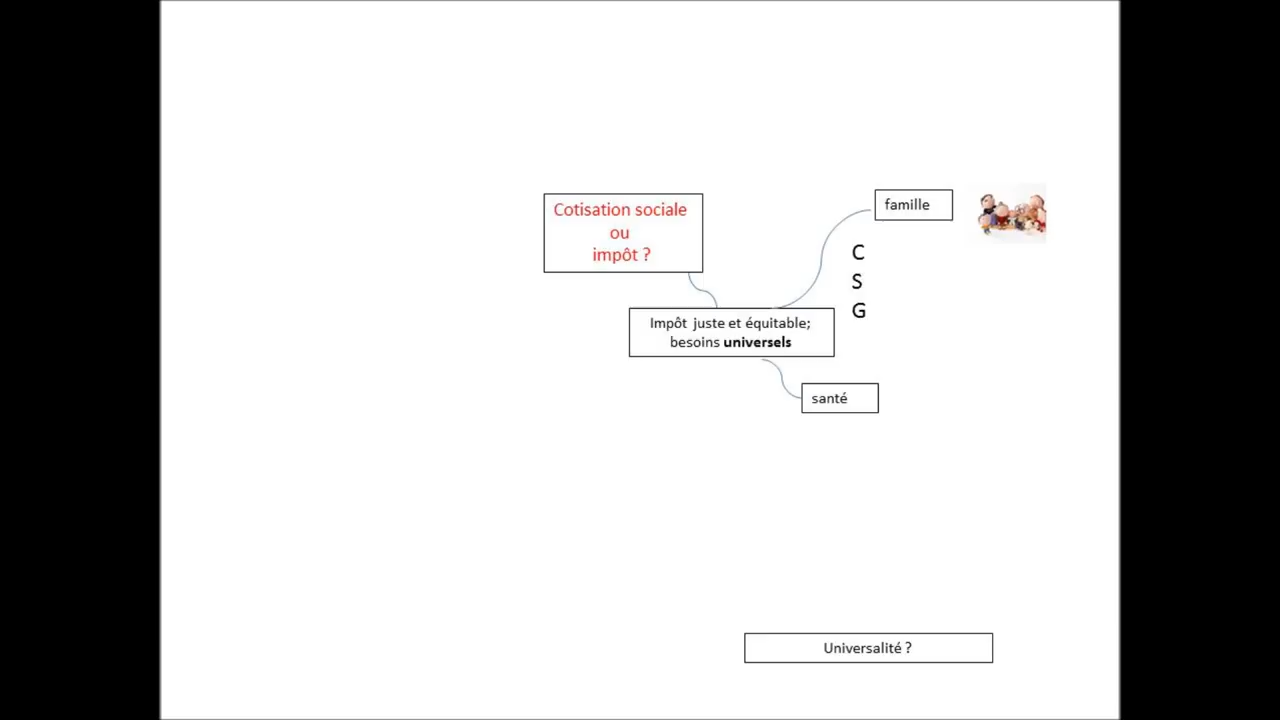 Cotisation sociale
ou
impôt ?
famille
C
S
G
Impôt juste et équitable;
besoins universels
santé
Universalité ?